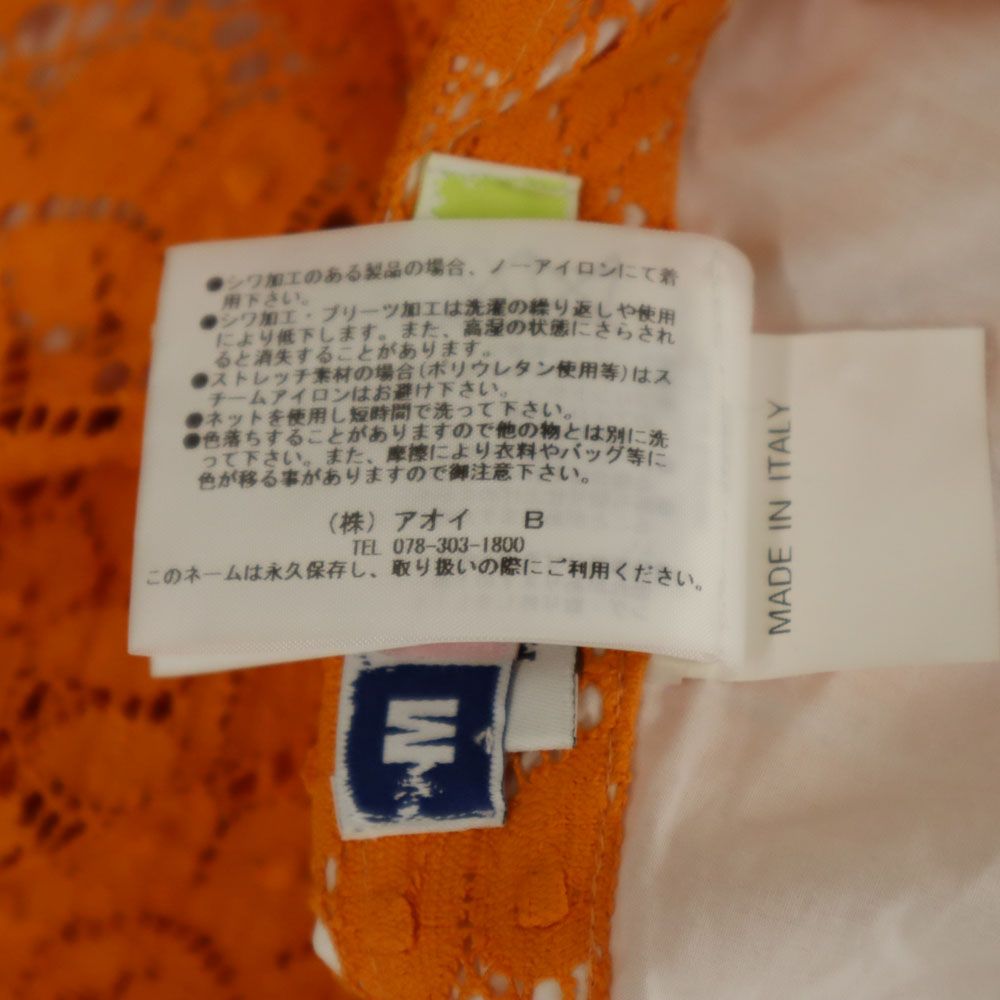 ●シワ加工のある製品の場合、ノーアイロンにて着
用下さい。
●シワ加工・プリーツ加工は洗濯の繰り返しや使用
により低下します。また、高湿の状態にさらされ
ると消失することがあります。
●ストレッチ素材の場合(ポリウレタン使用等)はス
チームアイロンはお避け下さい。
●ネットを使用し短時間で洗って下さい。
●色落ちすることがありますので他の物とは別に洗
って下さい。また、摩擦により衣料やバッグ等に
色が移る事がありますので御注意下さい。
(株) アオイ B
TEL 078-303-1800
このネームは永久保存し、取り扱いの際にご利用ください。
MADE IN ITALY
M